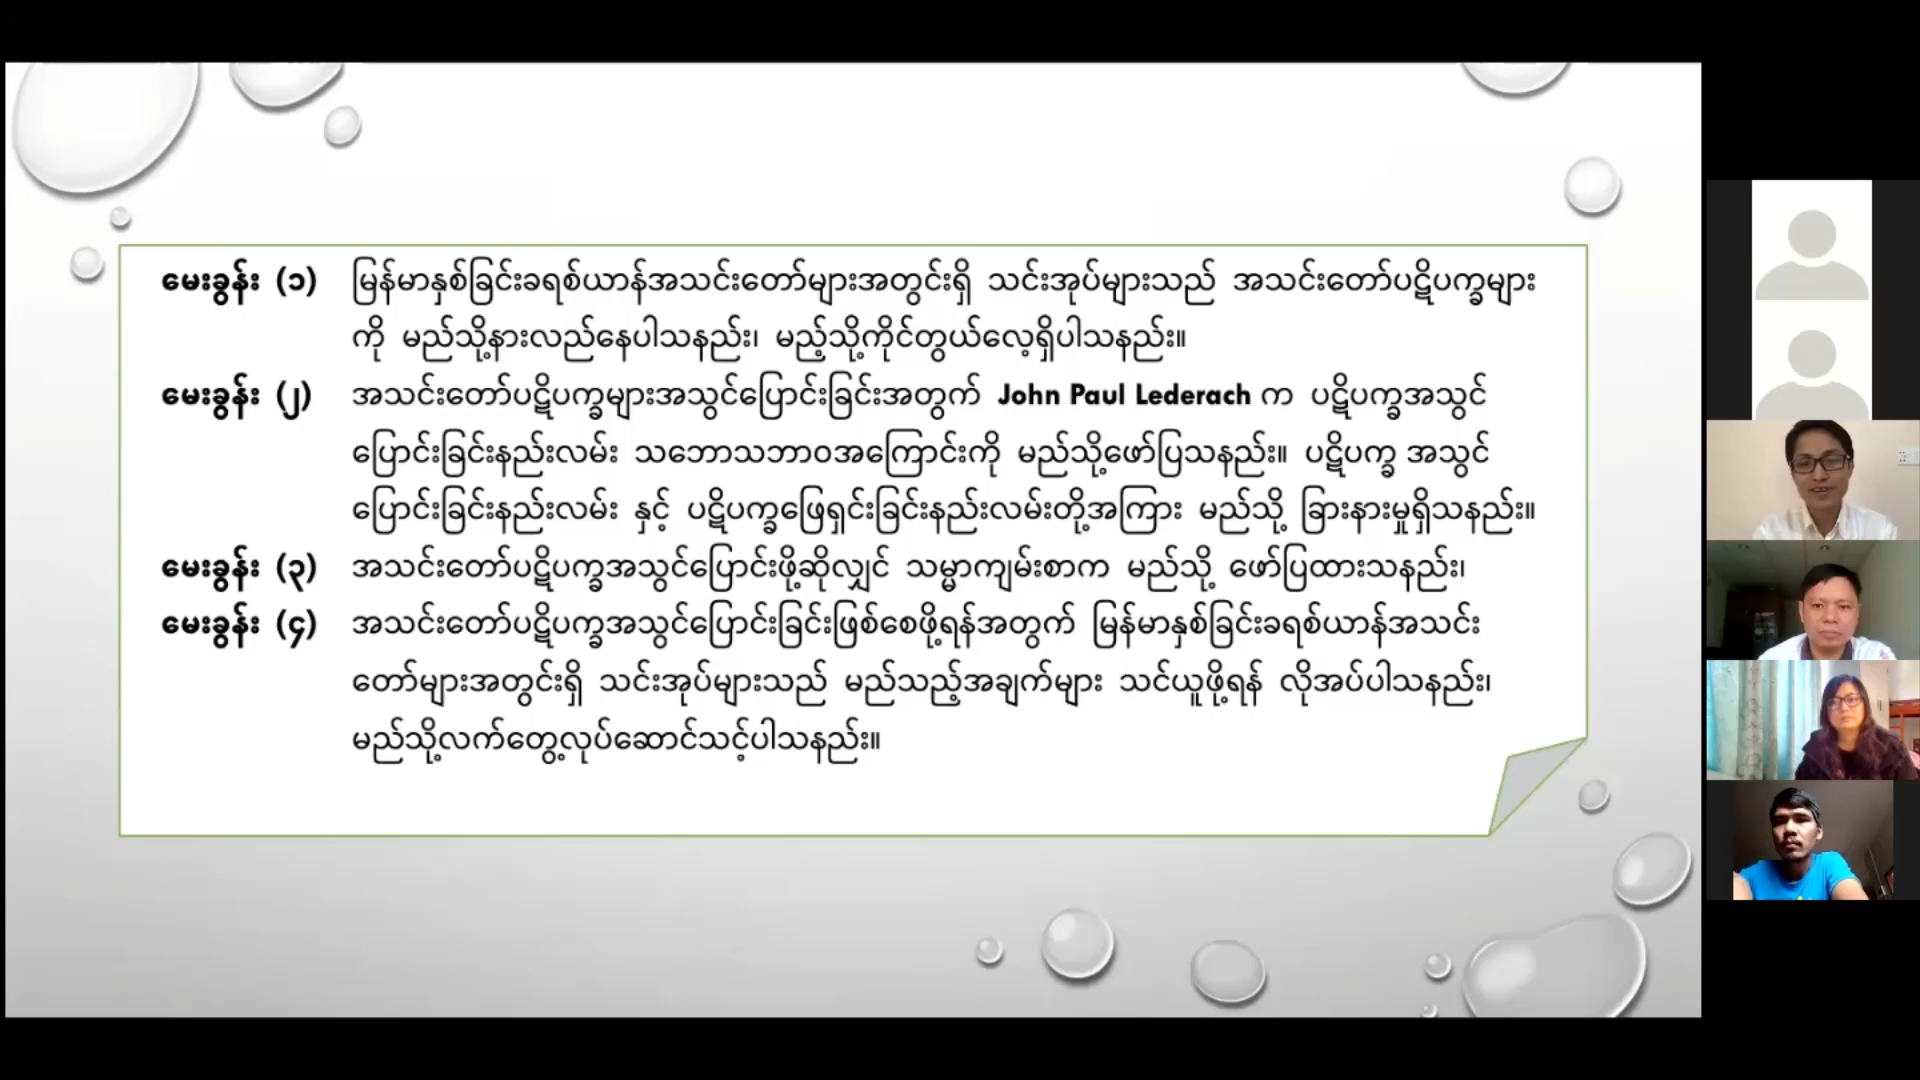 မေးခွန်း (၁) မြန်မာနှစ်ခြင်းခရစ်ယာန်အသင်းတော်များအတွင်းရှိ သင်းအုပ်များသည် အသင်းတော်ပဋိပက္ခများ
ကို မည်သို့နားလည်နေပါသနည်း၊ မည့်သို့ကိုင်တွယ်လေ့ရှိပါသနည်း။
မေးခွန်း (၂) အသင်းတော်ပဋိပက္ခများအသွင်ပြောင်းခြင်းအတွက် John Paul Lederach က ပဋိပက္ခအသွင်
ပြောင်းခြင်းနည်းလမ်း သဘောသဘာဝအကြောင်းကို မည်သို့ဖော်ပြသနည်း။ ပဋိပက္ခ အသွင်
ပြောင်းခြင်းနည်းလမ်း နှင့် ပဋိပက္ခဖြေရှင်းခြင်းနည်းလမ်းတို့အကြား မည်သို့ ခြားနားမှုရှိသနည်း။
မေးခွန်း (၃) အသင်းတော်ပဋိပက္ခအသွင်ပြောင်းဖို့ဆိုလျှင် သမ္မာကျမ်းစာက မည်သို့ ဖော်ပြထားသနည်း၊
မေးခွန်း (၄) အသင်းတော်ပဋိပက္ခအသွင်ပြောင်းခြင်းဖြစ်စေဖို့ရန်အတွက် မြန်မာနှစ်ခြင်းခရစ်ယာန်အသင်း
တော်များအတွင်းရှိ သင်းအုပ်များသည် မည်သည့်အချက်များ သင်ယူဖို့ရန် လိုအပ်ပါသနည်း၊
မည်သို့လက်တွေ့လုပ်ဆောင်သင့်ပါသနည်း။